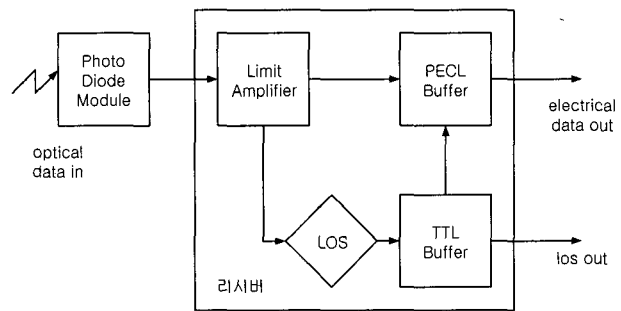 Photo
Diode
Module
Limit
Amplifier
PECL
Buffer
optical
data in
electrical
data out
LOS
TTL
Buffer
los out
리시버